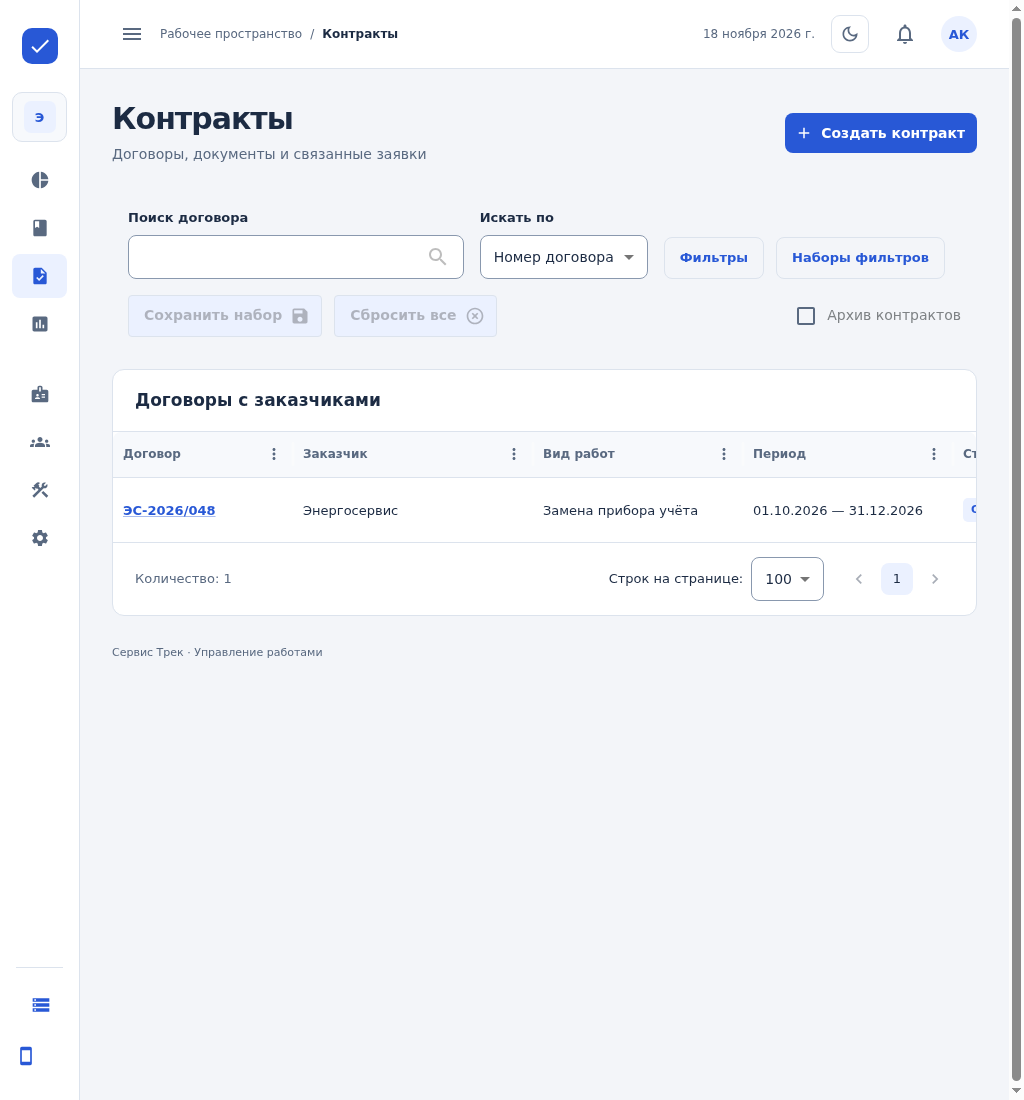 Рабочее пространство / Контракты
18 ноября 2026 г.
АК
Э
Контракты
Договоры, документы и связанные заявки
+ Создать контракт
Поиск договора
Искать по
Номер договора
Фильтры
Наборы фильтров
Сохранить набор
Сбросить все
Архив контрактов
Договоры с заказчиками
Договор
Заказчик
Вид работ
Период
Ст
ЭС-2026/048
Энергосервис
Замена прибора учёта
01.10.2026 — 31.12.2026
Количество: 1
Строк на странице:
100
1
Сервис Трек · Управление работами